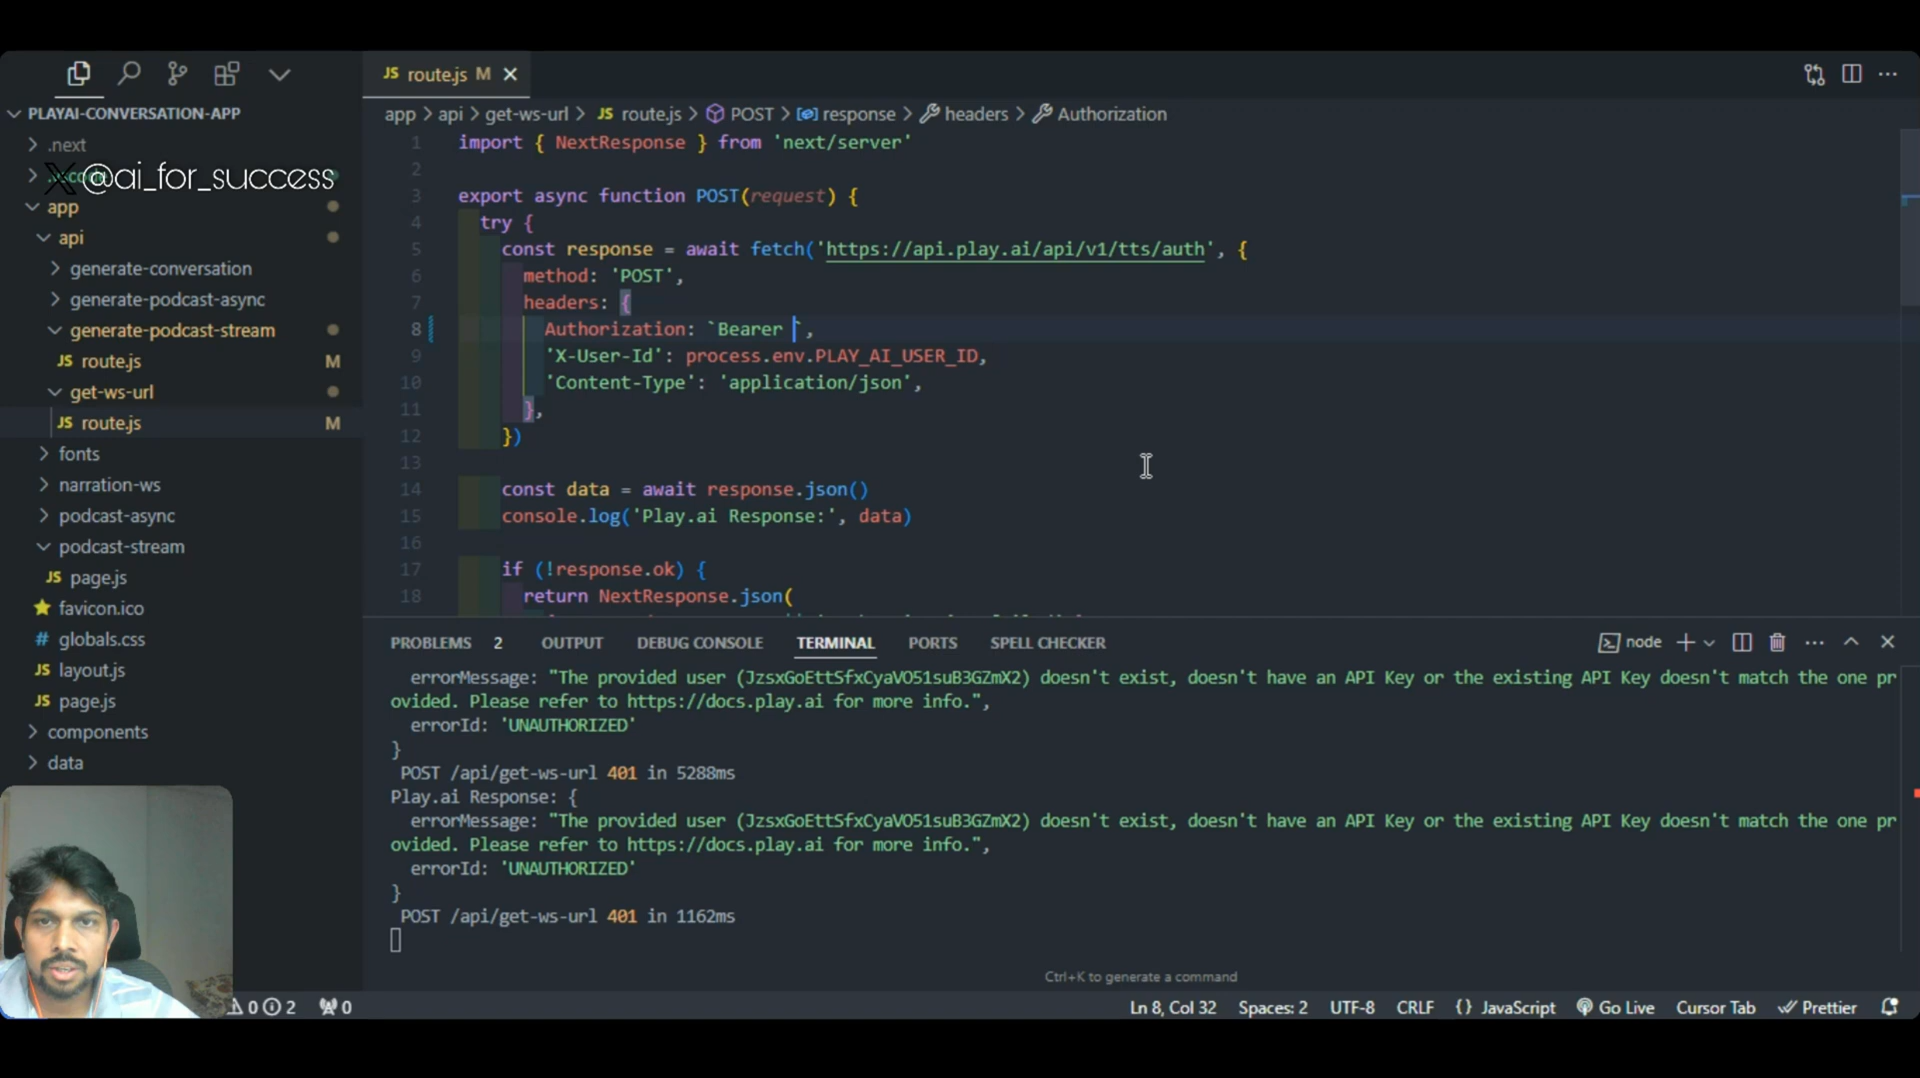 JS route.js M
PLAYAI-CONVERSATION-APP
.next
@ai_for_success
app
api
generate-conversation
generate-podcast-async
generate-podcast-stream
JS route.js M
get-ws-url
JS route.js M
fonts
narration-ws
podcast-async
podcast-stream
JS page.js
favicon.ico
# globals.css
JS layout.js
JS page.js
components
data
app > api > get-ws-url > JS route.js > POST > response > headers > Authorization
1 import { NextResponse } from 'next/server'
2
3 export async function POST(request) {
4 try {
5 const response = await fetch('https://api.play.ai/api/v1/tts/auth', {
6 method: 'POST',
7 headers: {
8 Authorization: `Bearer `,
9 'X-User-Id': process.env.PLAY_AI_USER_ID,
10 'Content-Type': 'application/json',
11 },
12 })
13
14 const data = await response.json()
15 console.log('Play.ai Response:', data)
16
17 if (!response.ok) {
18 return NextResponse.json(
PROBLEMS 2 OUTPUT DEBUG CONSOLE TERMINAL PORTS SPELL CHECKER node
errorMessage: "The provided user (JzsxGoEttSfxCyaVO51suB3GZmX2) doesn't exist, doesn't have an API Key or the existing API Key doesn't match the one pr
ovided. Please refer to https://docs.play.ai for more info.",
errorId: 'UNAUTHORIZED'
}
POST /api/get-ws-url 401 in 5288ms
Play.ai Response: {
errorMessage: "The provided user (JzsxGoEttSfxCyaVO51suB3GZmX2) doesn't exist, doesn't have an API Key or the existing API Key doesn't match the one pr
ovided. Please refer to https://docs.play.ai for more info.",
errorId: 'UNAUTHORIZED'
}
POST /api/get-ws-url 401 in 1162ms
Ctrl+K to generate a command
0 2 0 Ln 8, Col 32 Spaces: 2 UTF-8 CRLF {} JavaScript Go Live Cursor Tab Prettier